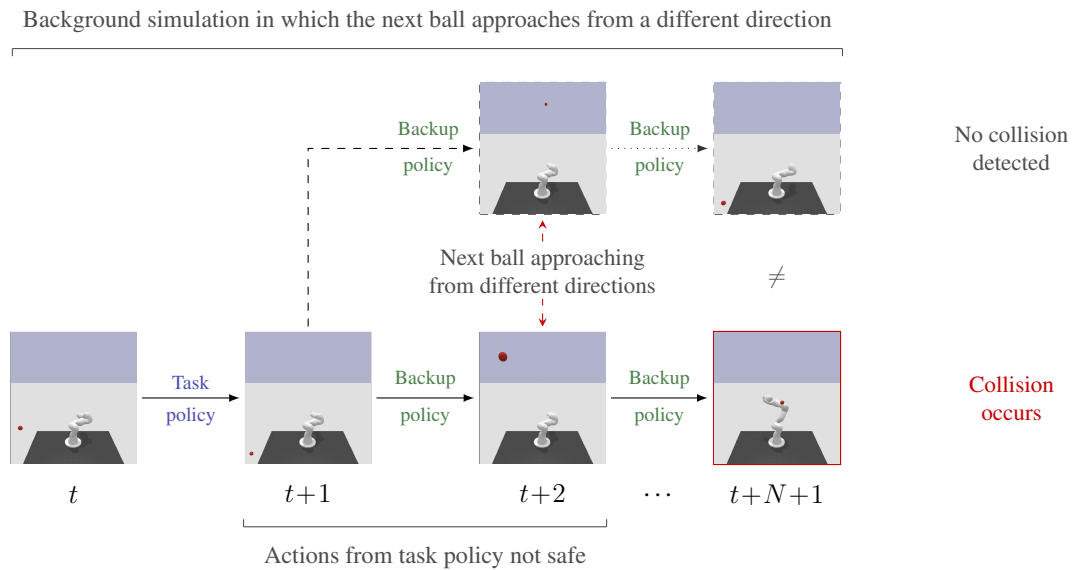 Background simulation in which the next ball approaches from a different direction
Backup
policy
Backup
policy
No collision
detected
Next ball approaching
from different directions
≠
Task
policy
Backup
policy
Backup
policy
Collision
occurs
t
t+1
t+2
⋯
t+N+1
Actions from task policy not safe